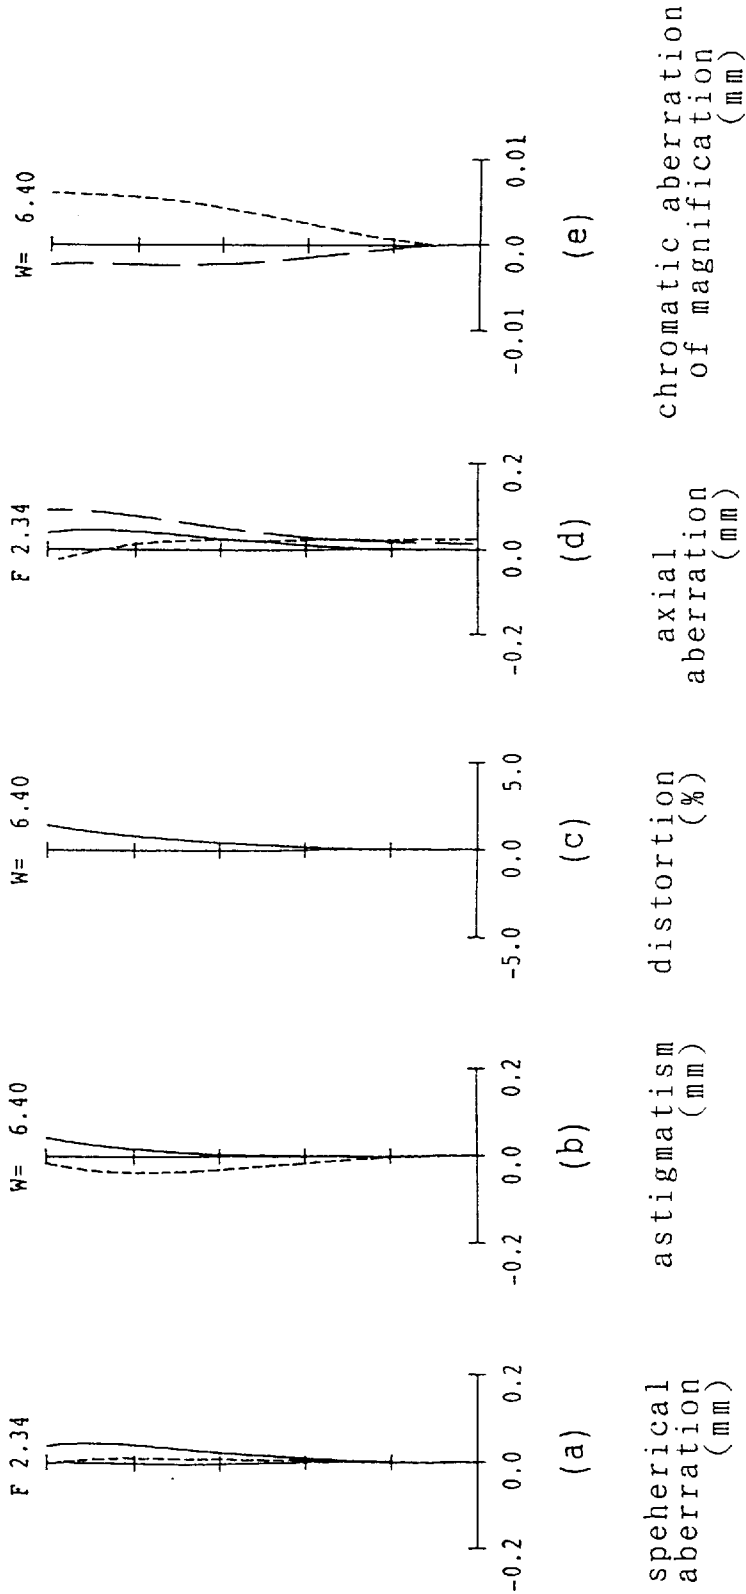 F 2.34
-0.2 0.0 0.2
(a)
speherical
aberration
(mm)
W= 6.40
-0.2 0.0 0.2
(b)
astigmatism
(mm)
W= 6.40
-5.0 0.0 5.0
(c)
distortion
(%)
F 2.34
-0.2 0.0 0.2
(d)
axial
aberration
(mm)
W= 6.40
-0.01 0.0 0.01
(e)
chromatic aberration
of magnification
(mm)